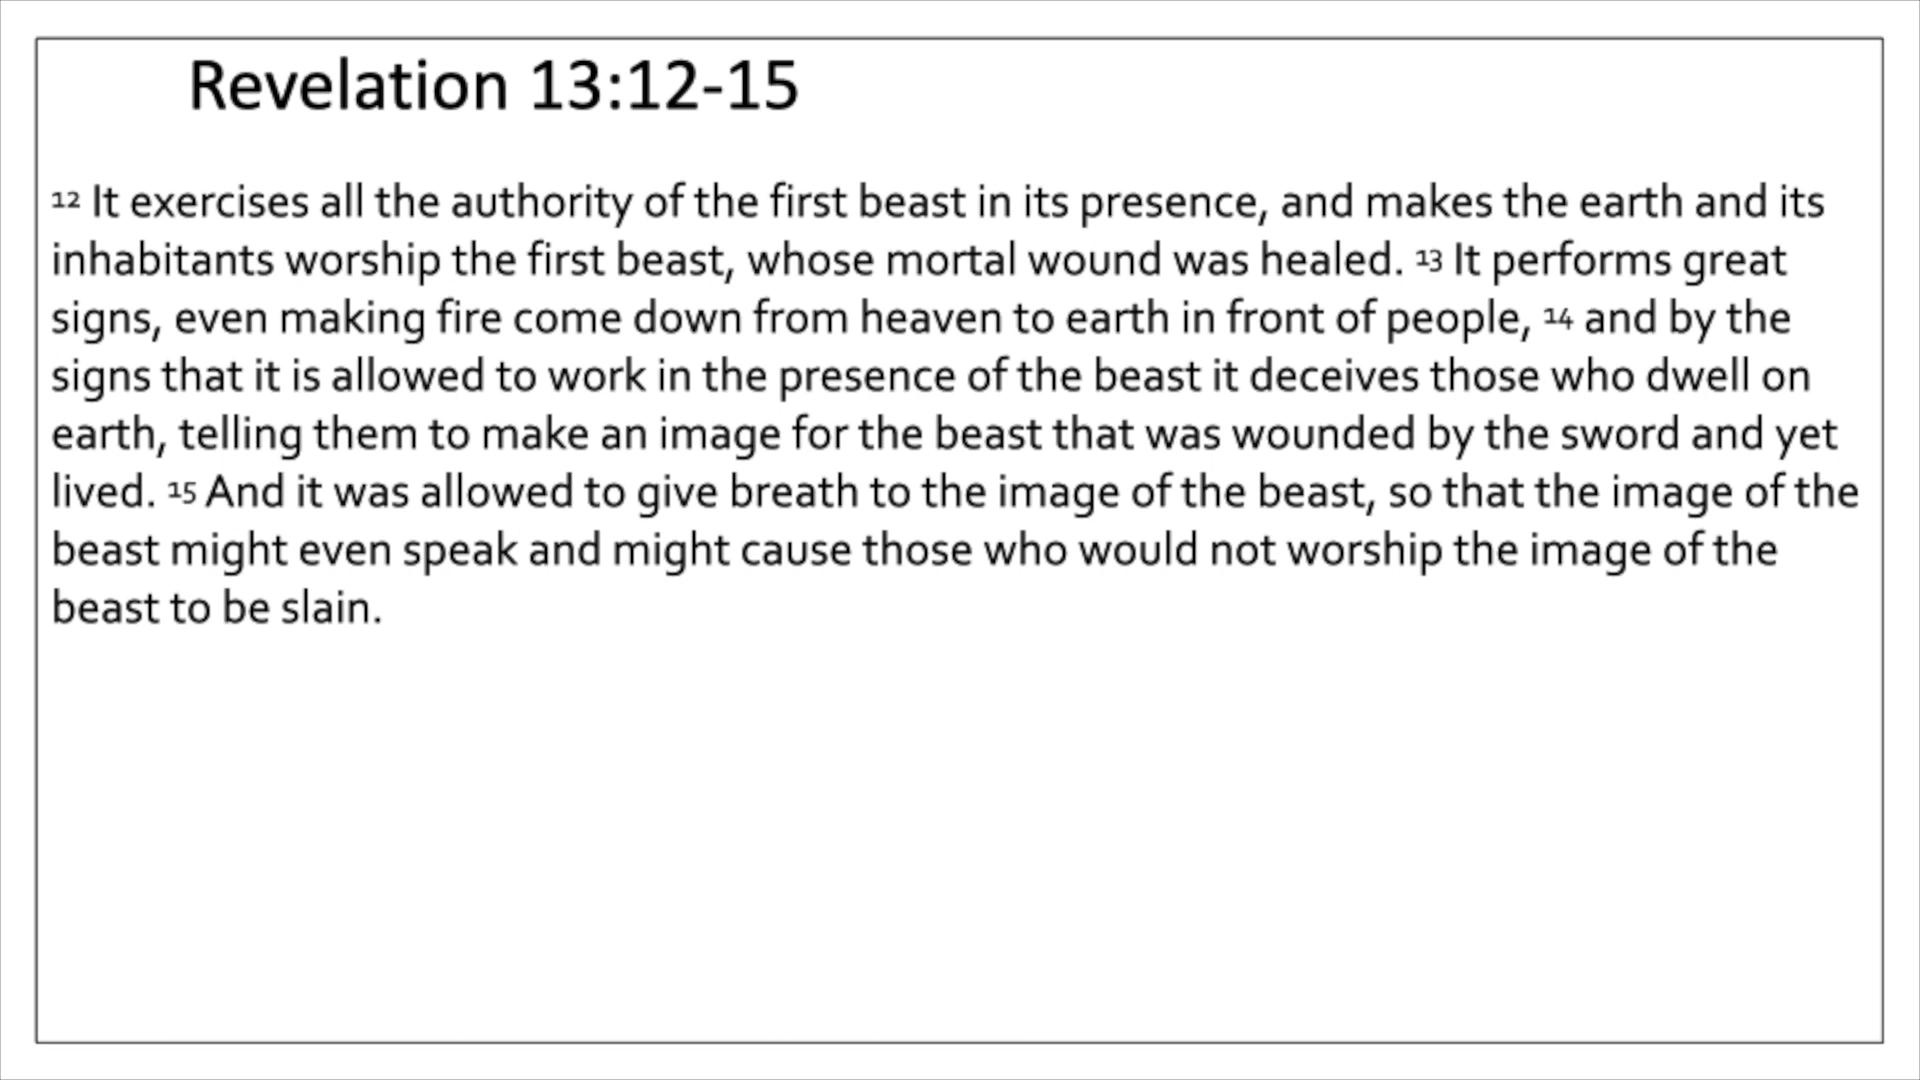 Revelation 13:12-15
12 It exercises all the authority of the first beast in its presence, and makes the earth and its
inhabitants worship the first beast, whose mortal wound was healed. 13 It performs great
signs, even making fire come down from heaven to earth in front of people, 14 and by the
signs that it is allowed to work in the presence of the beast it deceives those who dwell on
earth, telling them to make an image for the beast that was wounded by the sword and yet
lived. 15 And it was allowed to give breath to the image of the beast, so that the image of the
beast might even speak and might cause those who would not worship the image of the
beast to be slain.